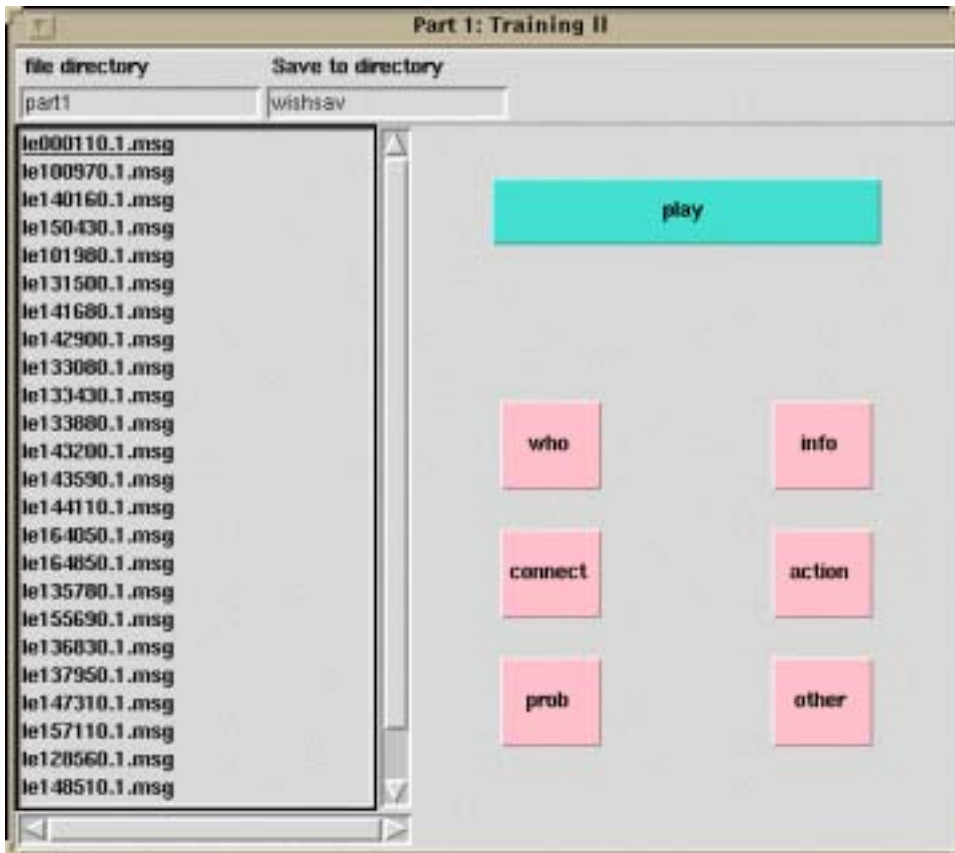 Part 1: Training II
file directory Save to directory
part1 wishsav
le000110.1.msg
le100970.1.msg
le140160.1.msg
le150430.1.msg
le101980.1.msg
le131500.1.msg
le141680.1.msg
le142900.1.msg
le133080.1.msg
le133430.1.msg
le133880.1.msg
le143200.1.msg
le143590.1.msg
le144110.1.msg
le164050.1.msg
le164850.1.msg
le135780.1.msg
le155690.1.msg
le136830.1.msg
le137950.1.msg
le147310.1.msg
le157110.1.msg
le128560.1.msg
le148510.1.msg
play
who info
connect action
prob other